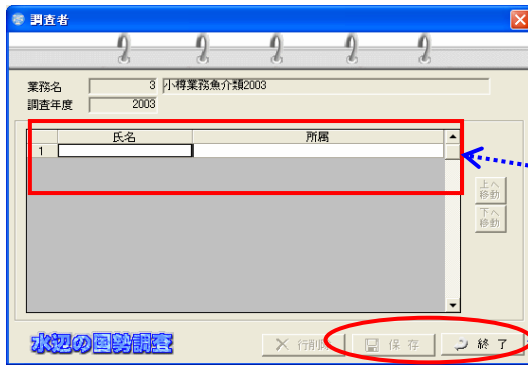 調査者
業務名 3 小樽業務魚介類2003
調査年度 2003
氏名 所属
1
上へ
移動
下へ
移動
水辺の国勢調査 行削除 保存 終了